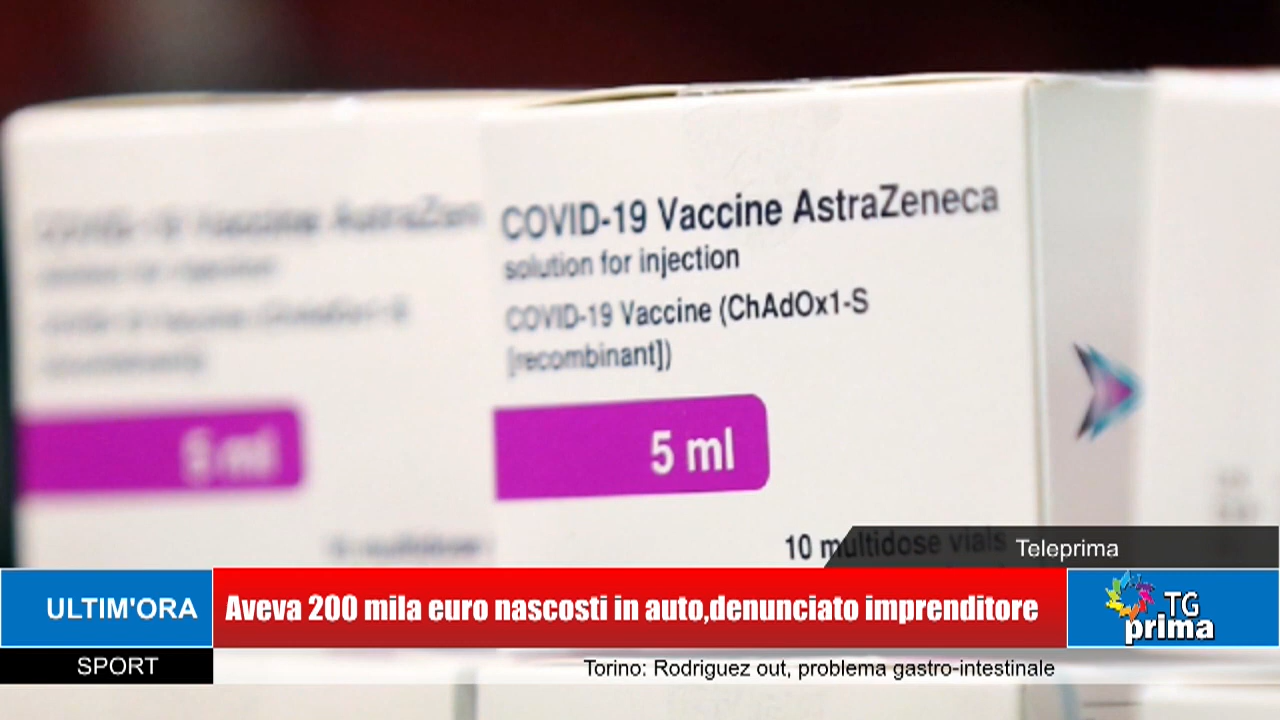 COVID-19 Vaccine AstraZeneca
solution for injection
COVID-19 Vaccine (ChAdOx1-S
[recombinant])
5 ml
5 ml
10 multidose vials
Teleprima
ULTIM'ORA
Aveva 200 mila euro nascosti in auto,denunciato imprenditore
TG
prima
SPORT
Torino: Rodriguez out, problema gastro-intestinale